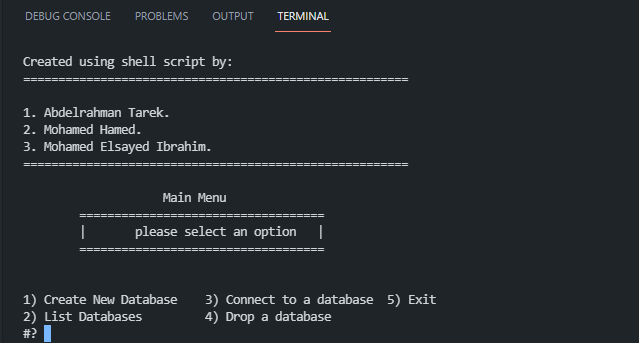 DEBUG CONSOLE PROBLEMS OUTPUT TERMINAL
Created using shell script by:
=======================================================
1. Abdelrahman Tarek.
2. Mohamed Hamed.
3. Mohamed Elsayed Ibrahim.
=======================================================
Main Menu
===================================
| please select an option |
===================================
1) Create New Database 3) Connect to a database 5) Exit
2) List Databases 4) Drop a database
#?